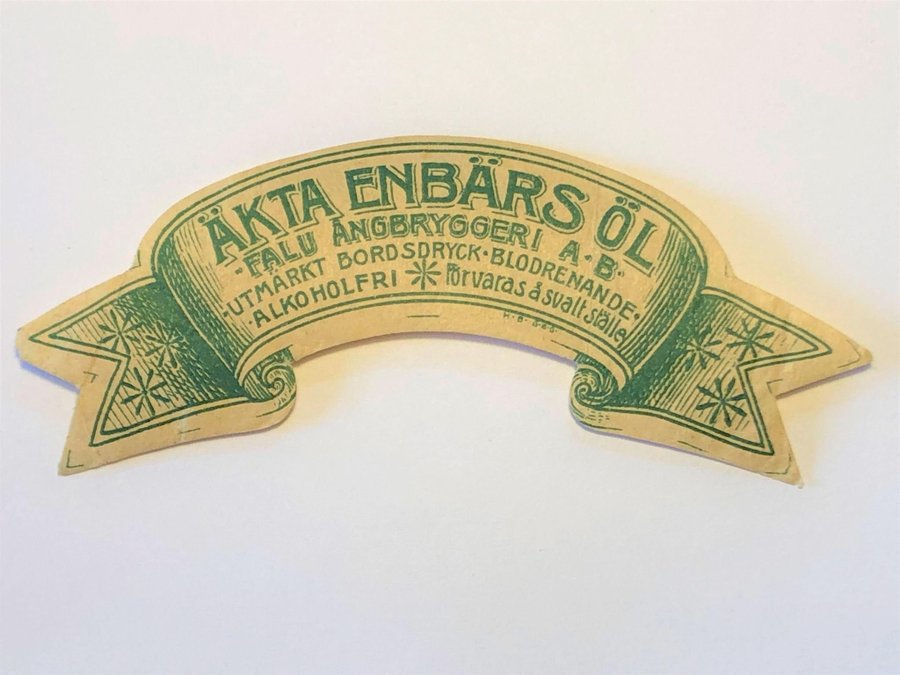 ÄKTA ENBÄRS ÖL
·FALU ÅNGBRYGGERI A·B·
·UTMÄRKT BORDSDRYCK·BLODRENANDE·
·ALKOHOLFRI * Förvaras å svalt ställe